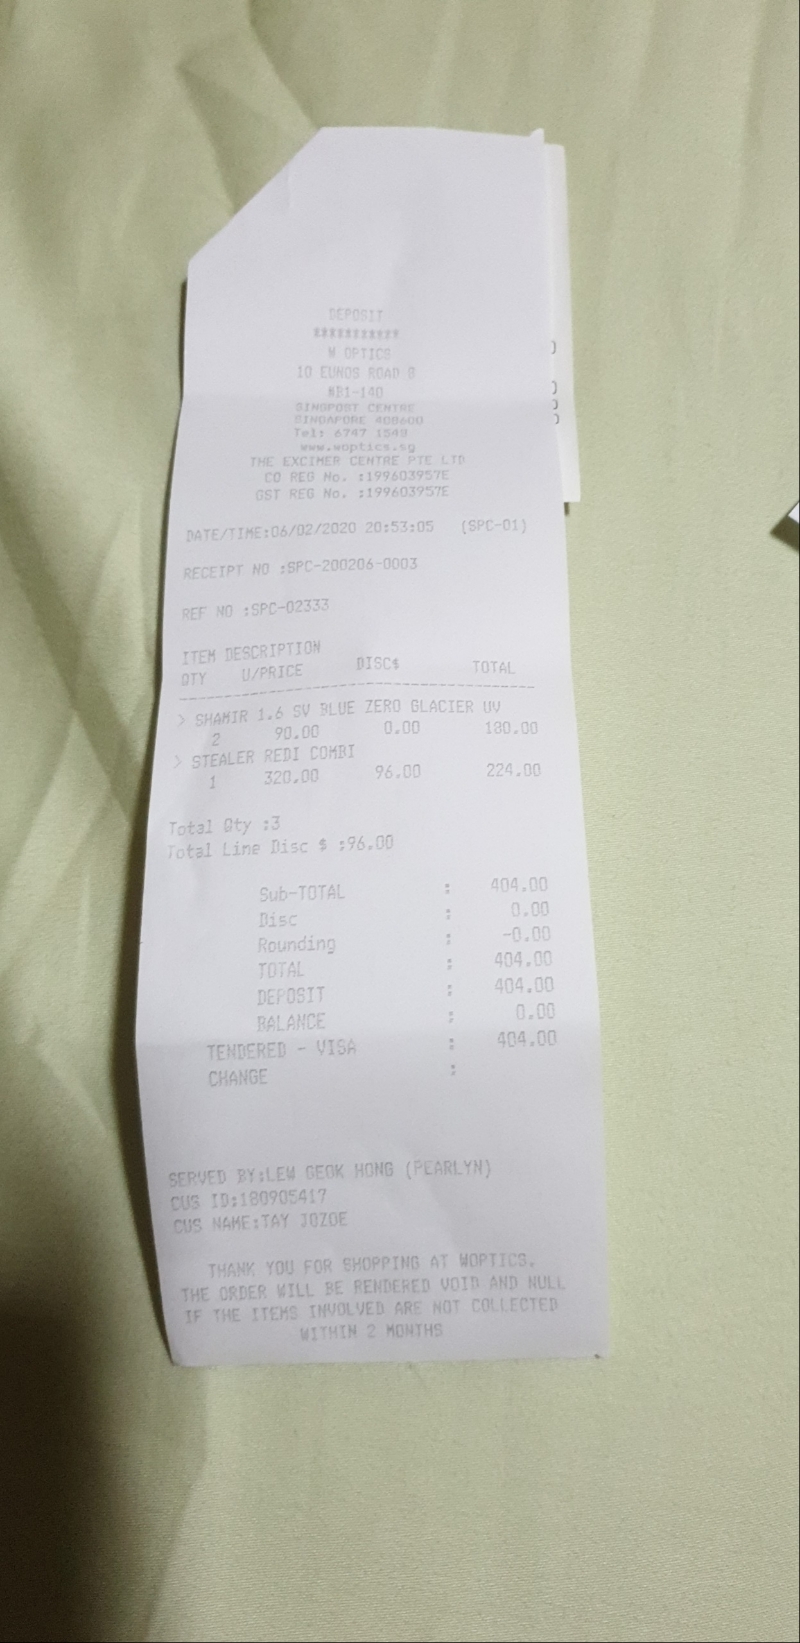 DEPOSIT
***********
W OPTICS
10 EUNOS ROAD 8
#B1-140
SINGPOST CENTRE
SINGAPORE 408600
Tel: 6747 1548
www.woptics.sg
THE EXCIMER CENTRE PTE LTD
CO REG No. :199603957E
GST REG No. :199603957E
DATE/TIME:06/02/2020 20:53:05 (SPC-01)
RECEIPT NO :SPC-200206-0003
REF NO :SPC-02333
ITEM DESCRIPTION
QTY U/PRICE DISC$ TOTAL
> SHAMIR 1.6 SV BLUE ZERO GLACIER UV
2 90.00 0.00 180.00
> STEALER REDI COMBI
1 320.00 96.00 224.00
Total Qty :3
Total Line Disc $ :96.00
Sub-TOTAL : 404.00
Disc : 0.00
Rounding : -0.00
TOTAL : 404.00
DEPOSIT : 404.00
BALANCE : 0.00
TENDERED - VISA : 404.00
CHANGE :
SERVED BY:LEW GEOK HONG (PEARLYN)
CUS ID:180905417
CUS NAME:TAY JOZOE
THANK YOU FOR SHOPPING AT WOPTICS.
THE ORDER WILL BE RENDERED VOID AND NULL
IF THE ITEMS INVOLVED ARE NOT COLLECTED
WITHIN 2 MONTHS